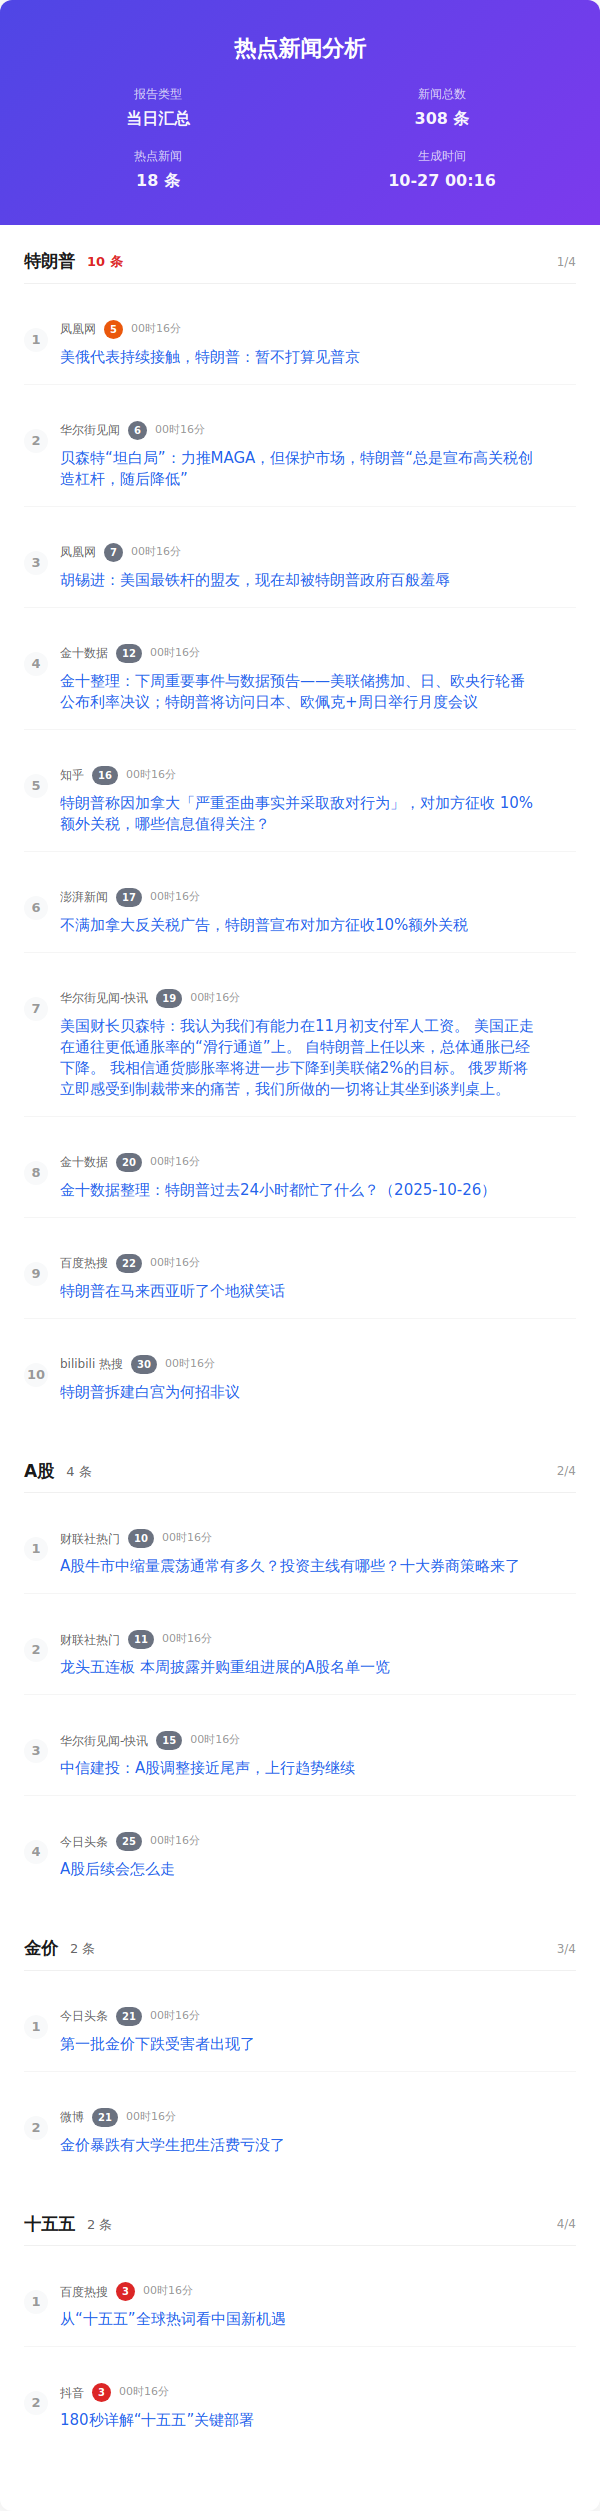 热点新闻分析
报告类型
当日汇总
新闻总数
308 条
热点新闻
18 条
生成时间
10-27 00:16
特朗普 10 条 1/4
1
凤凰网 5 00时16分
美俄代表持续接触，特朗普：暂不打算见普京
2
华尔街见闻 6 00时16分
贝森特“坦白局”：力推MAGA，但保护市场，特朗普“总是宣布高关税创
造杠杆，随后降低”
3
凤凰网 7 00时16分
胡锡进：美国最铁杆的盟友，现在却被特朗普政府百般羞辱
4
金十数据 12 00时16分
金十整理：下周重要事件与数据预告——美联储携加、日、欧央行轮番
公布利率决议；特朗普将访问日本、欧佩克+周日举行月度会议
5
知乎 16 00时16分
特朗普称因加拿大「严重歪曲事实并采取敌对行为」，对加方征收 10%
额外关税，哪些信息值得关注？
6
澎湃新闻 17 00时16分
不满加拿大反关税广告，特朗普宣布对加方征收10%额外关税
7
华尔街见闻-快讯 19 00时16分
美国财长贝森特：我认为我们有能力在11月初支付军人工资。 美国正走
在通往更低通胀率的“滑行通道”上。 自特朗普上任以来，总体通胀已经
下降。 我相信通货膨胀率将进一步下降到美联储2%的目标。 俄罗斯将
立即感受到制裁带来的痛苦，我们所做的一切将让其坐到谈判桌上。
8
金十数据 20 00时16分
金十数据整理：特朗普过去24小时都忙了什么？（2025-10-26）
9
百度热搜 22 00时16分
特朗普在马来西亚听了个地狱笑话
10
bilibili 热搜 30 00时16分
特朗普拆建白宫为何招非议
A股 4 条 2/4
1
财联社热门 10 00时16分
A股牛市中缩量震荡通常有多久？投资主线有哪些？十大券商策略来了
2
财联社热门 11 00时16分
龙头五连板 本周披露并购重组进展的A股名单一览
3
华尔街见闻-快讯 15 00时16分
中信建投：A股调整接近尾声，上行趋势继续
4
今日头条 25 00时16分
A股后续会怎么走
金价 2 条 3/4
1
今日头条 21 00时16分
第一批金价下跌受害者出现了
2
微博 21 00时16分
金价暴跌有大学生把生活费亏没了
十五五 2 条 4/4
1
百度热搜 3 00时16分
从“十五五”全球热词看中国新机遇
2
抖音 3 00时16分
180秒详解“十五五”关键部署